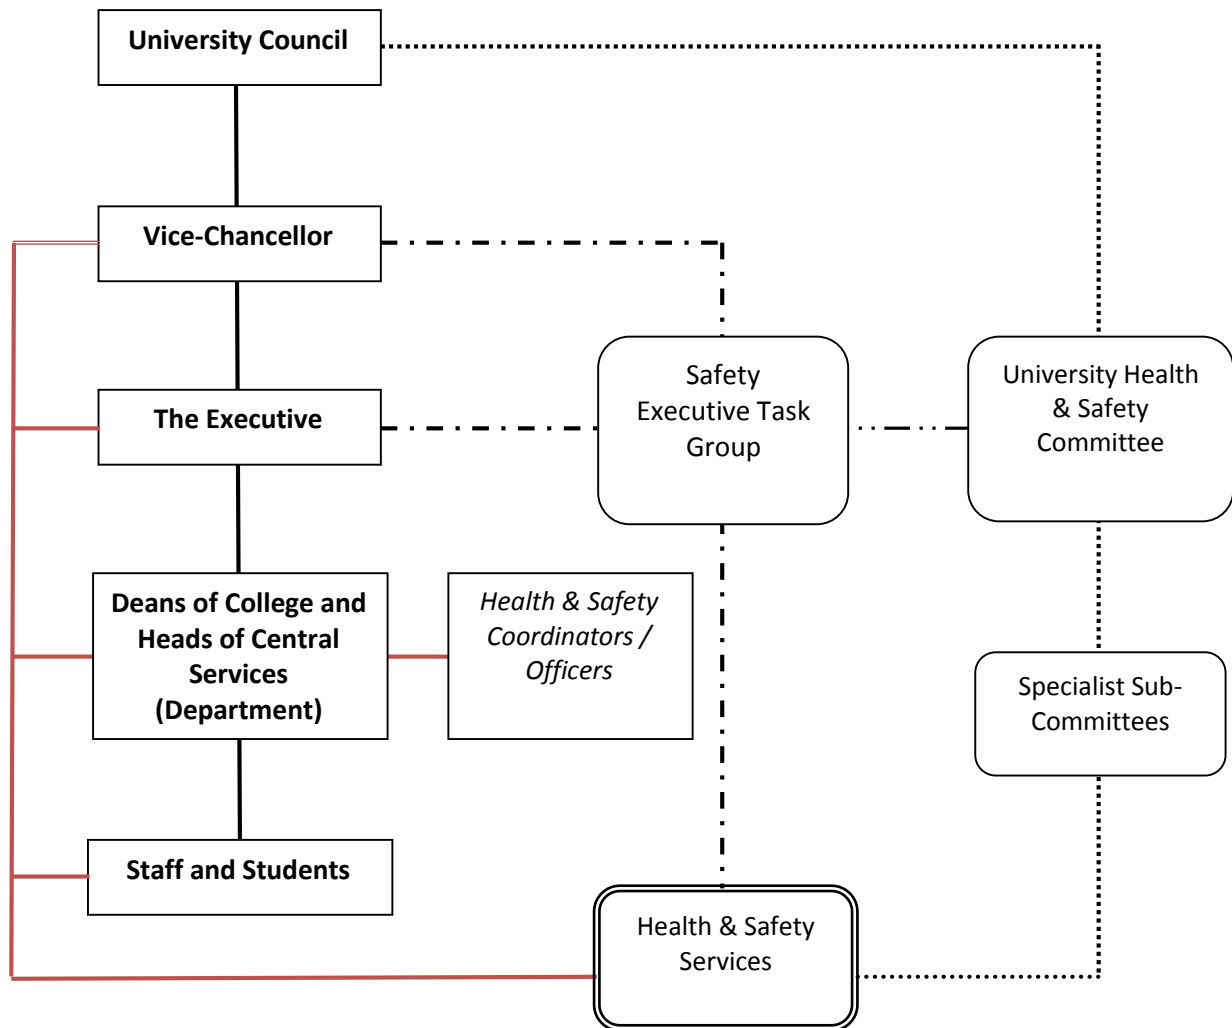 University Council
Vice-Chancellor
The Executive
Safety
Executive Task
Group
University Health
& Safety
Committee
Deans of College and
Heads of Central
Services
(Department)
Health & Safety
Coordinators /
Officers
Specialist Sub-
Committees
Staff and Students
Health & Safety
Services